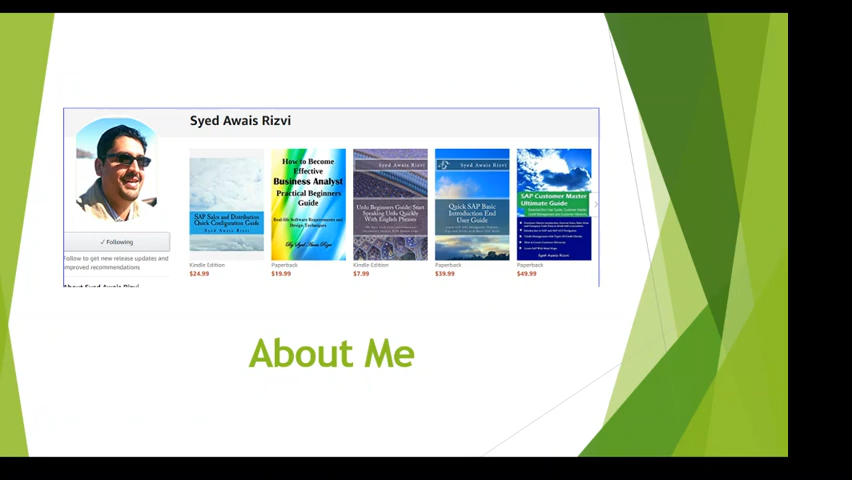 Syed Awais Rizvi
✓ Following
Follow to get new release updates and
improved recommendations
About Syed Awais Rizvi
SAP Sales and Distribution
Quick Configuration Guide
Syed Awais Rizvi
Kindle Edition
$24.99
How to Become
Effective
Business Analyst
Practical Beginners
Guide
Real-life Software Requirements and
Design Techniques
By Syed Awais Rizvi
Paperback
$19.99
Syed Awais Rizvi
Urdu Beginners Guide: Start
Speaking Urdu Quickly
With English Phrases
Kindle Edition
$7.99
Syed Awais Rizvi
Quick SAP Basic
Introduction End
User Guide
Paperback
$39.99
SAP Customer Master
Ultimate Guide
Syed Awais Rizvi
Paperback
$49.99
About Me